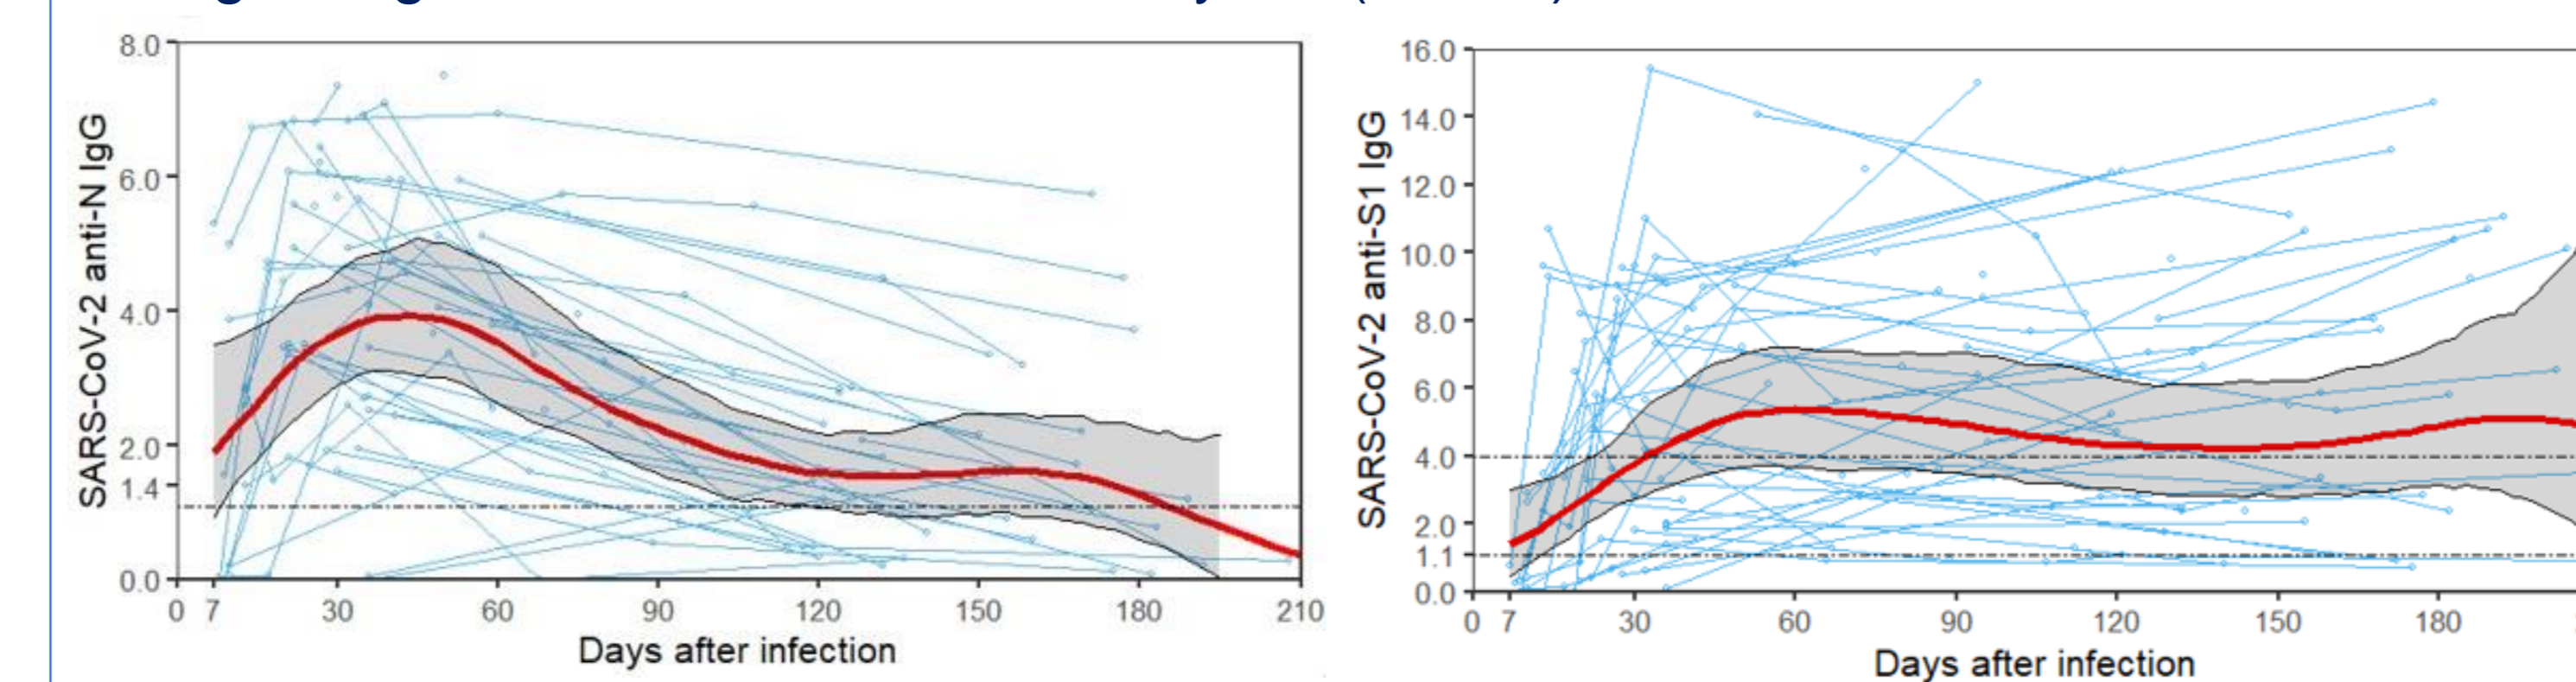 SARS-CoV-2 anti-N IgG
8.0
6.0
4.0
2.0
1.4
0.0
0 7 30 60 90 120 150 180 210
Days after infection
SARS-CoV-2 anti-S1 IgG
16.0
14.0
12.0
10.0
8.0
6.0
4.0
2.0
1.1
0.0
0 7 30 60 90 120 150 180
Days after infection